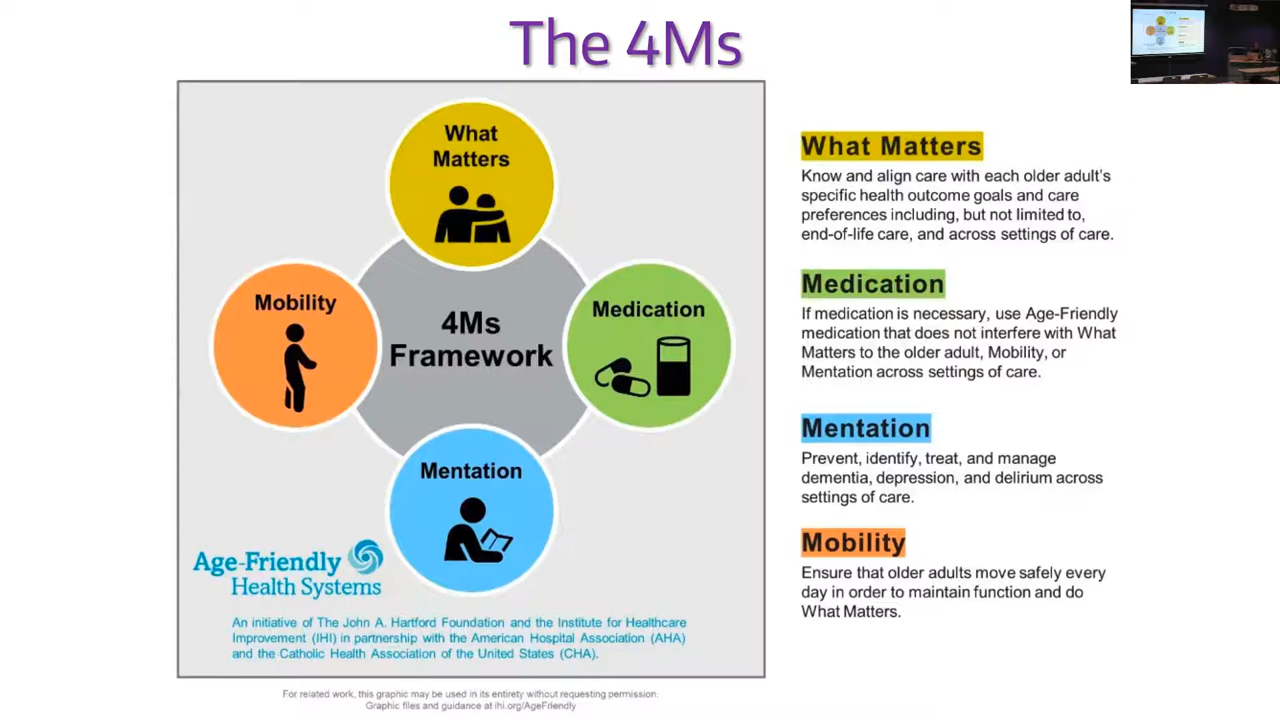 The 4Ms
What
Matters
Mobility
4Ms
Framework
Medication
Mentation
Age-Friendly
Health Systems
An initiative of The John A. Hartford Foundation and the Institute for Healthcare
Improvement (IHI) in partnership with the American Hospital Association (AHA)
and the Catholic Health Association of the United States (CHA).
For related work, this graphic may be used in its entirety without requesting permission.
Graphic files and guidance at ihi.org/AgeFriendly
What Matters
Know and align care with each older adult's
specific health outcome goals and care
preferences including, but not limited to,
end-of-life care, and across settings of care.
Medication
If medication is necessary, use Age-Friendly
medication that does not interfere with What
Matters to the older adult, Mobility, or
Mentation across settings of care.
Mentation
Prevent, identify, treat, and manage
dementia, depression, and delirium across
settings of care.
Mobility
Ensure that older adults move safely every
day in order to maintain function and do
What Matters.